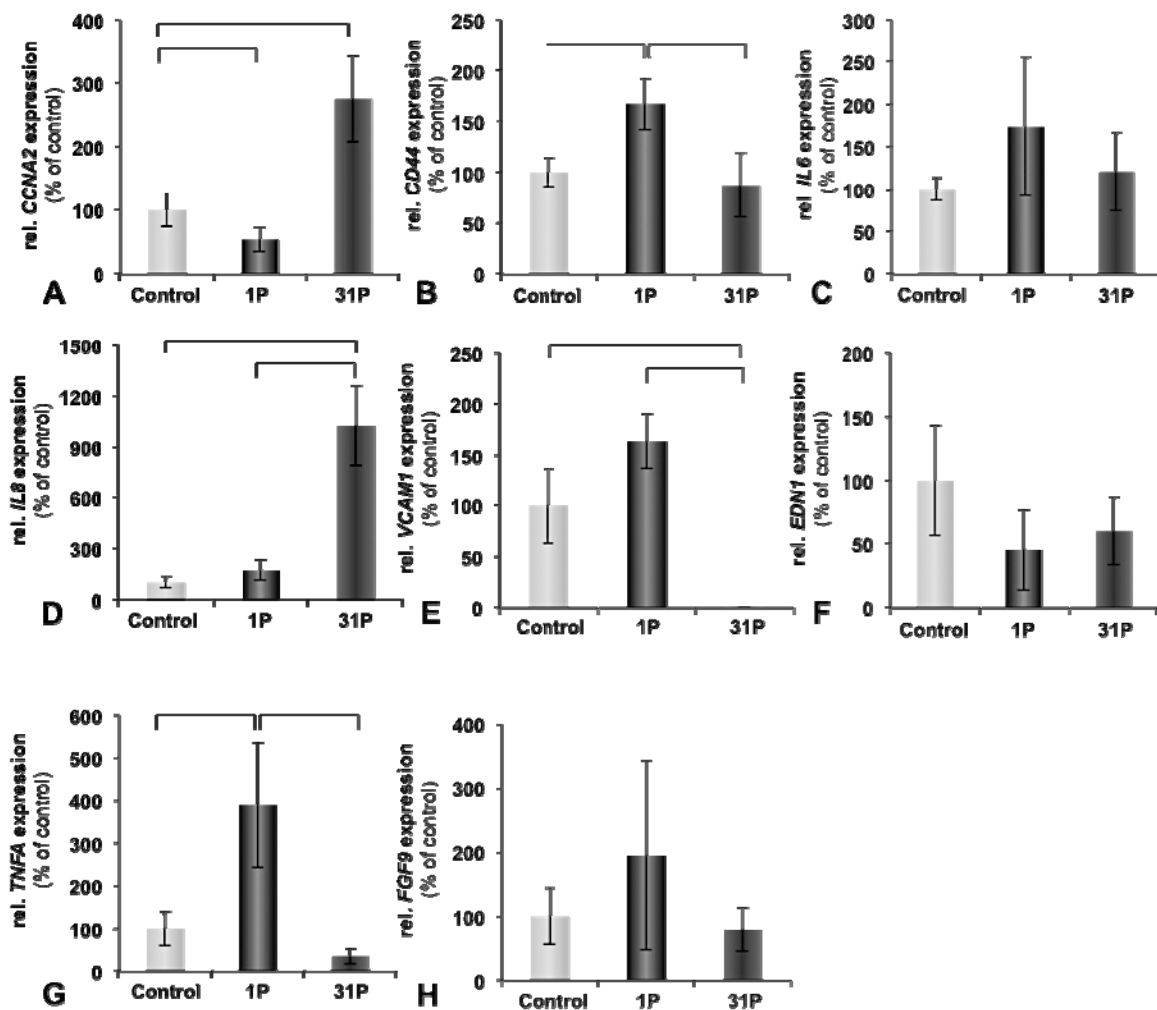 rel. CCNA2 expression
(% of control)
400
300
200
100
0
Control 1P 31P
A
rel. CD44 expression
(% of control)
250
200
150
100
50
0
Control 1P 31P
B
rel IL6 expression
(% of control)
300
250
200
150
100
50
0
Control 1P 31P
C
rel. IL8 expression
(% of control)
1500
1200
900
600
300
0
Control 1P 31P
D
rel. VCAM1 expression
(% of control)
250
200
150
100
50
0
Control 1P 31P
E
rel. EDN1 expression
(% of control)
200
150
100
50
0
Control 1P 31P
F
rel. TNFA expression
(% of control)
600
500
400
300
200
100
0
Control 1P 31P
G
rel. FGF9 expression
(% of control)
400
300
200
100
0
Control 1P 31P
H